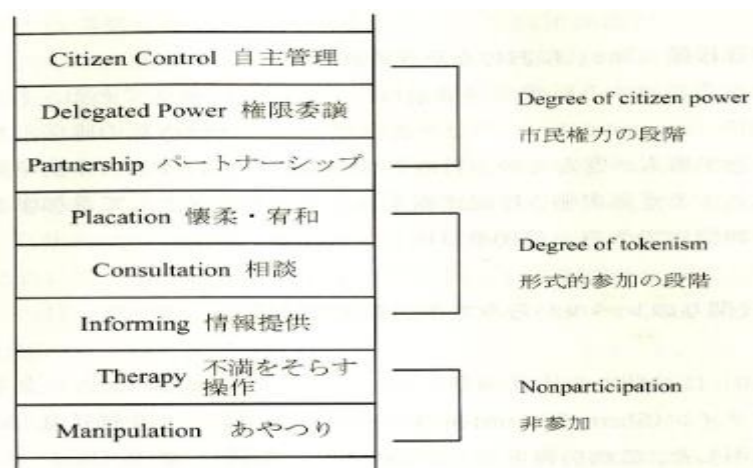 Citizen Control 自主管理
Delegated Power 権限委譲
Partnership パートナーシップ
Placation 懐柔・宥和
Consultation 相談
Informing 情報提供
Therapy 不満をそらす
操作
Manipulation あやつり
Degree of citizen power
市民権力の段階
Degree of tokenism
形式的参加の段階
Nonparticipation
非参加